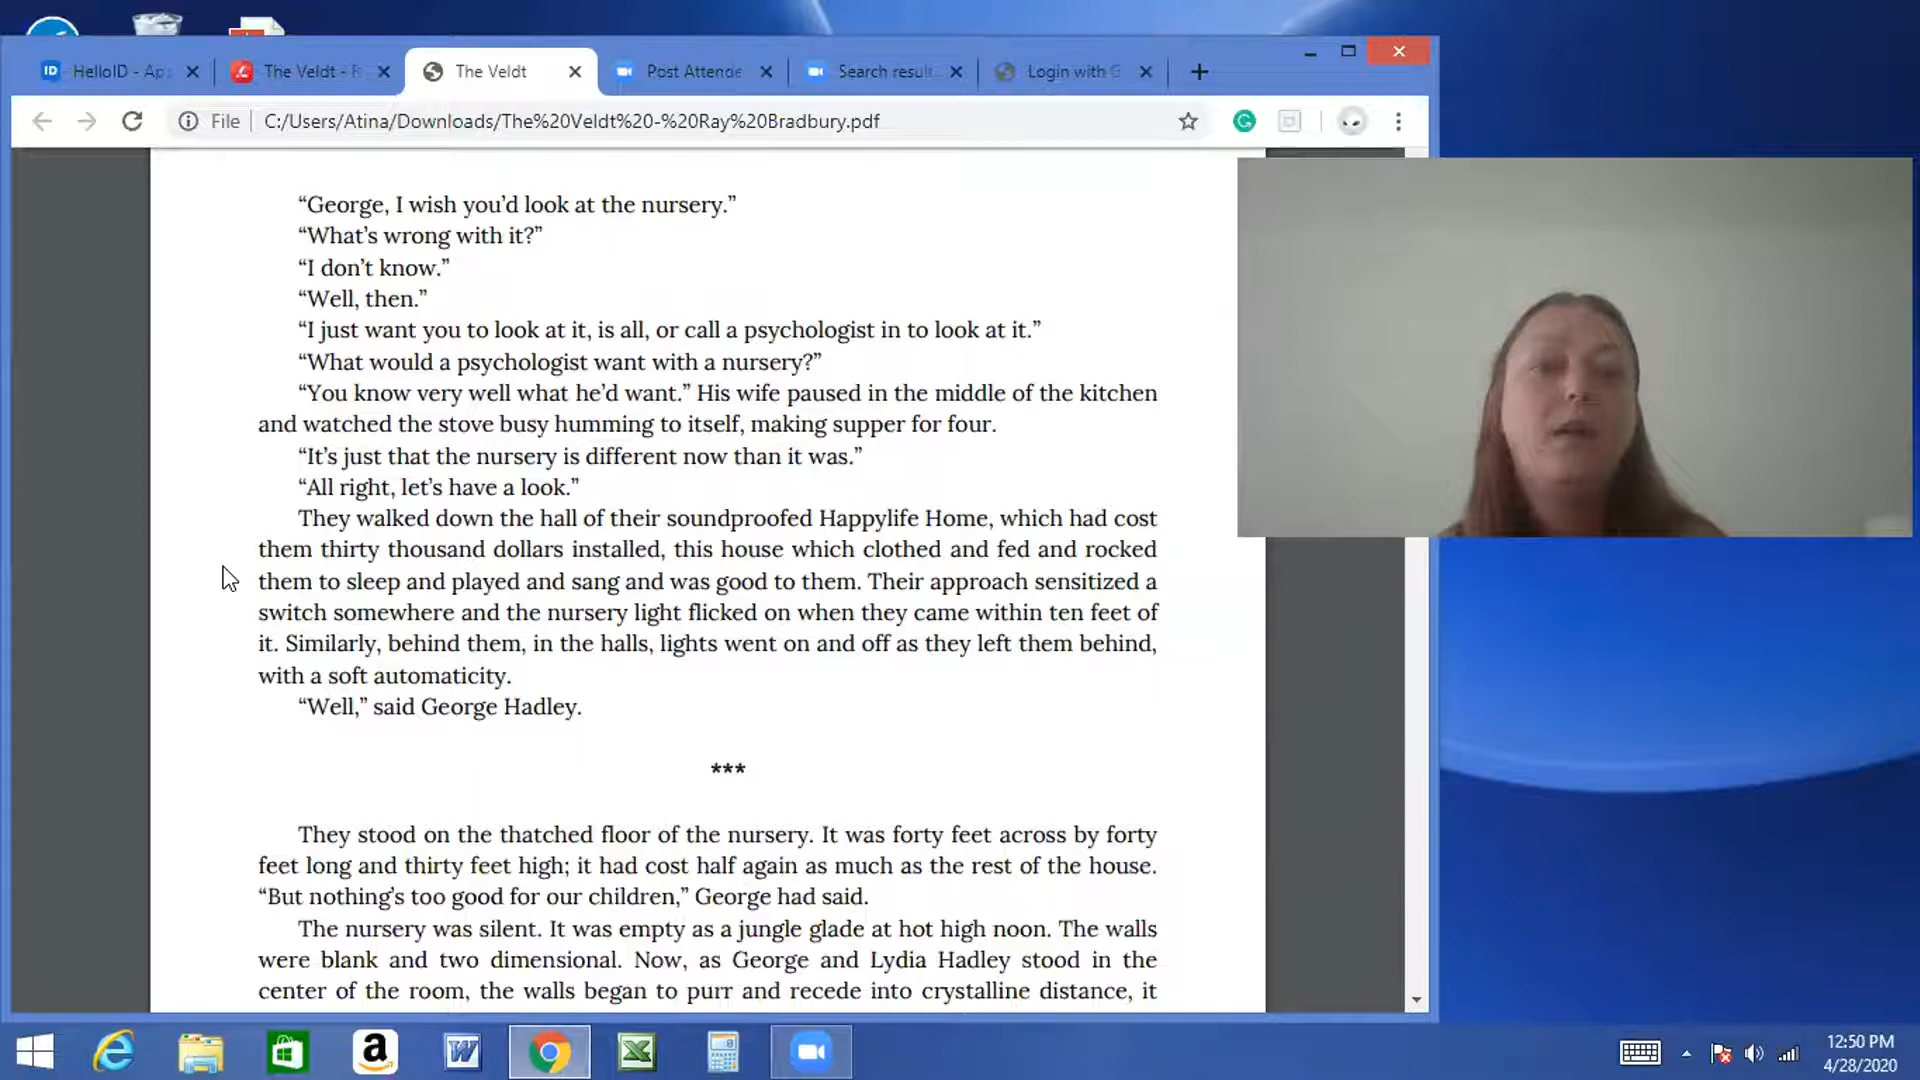 HelloID - Ap
The Veldt - R
The Veldt
Post Attende
Search result
Login with G
File
C:/Users/Atina/Downloads/The%20Veldt%20-%20Ray%20Bradbury.pdf
“George, I wish you’d look at the nursery.”
“What’s wrong with it?”
“I don’t know.”
“Well, then.”
“I just want you to look at it, is all, or call a psychologist in to look at it.”
“What would a psychologist want with a nursery?”
“You know very well what he’d want.” His wife paused in the middle of the kitchen
and watched the stove busy humming to itself, making supper for four.
“It’s just that the nursery is different now than it was.”
“All right, let’s have a look.”
They walked down the hall of their soundproofed Happylife Home, which had cost
them thirty thousand dollars installed, this house which clothed and fed and rocked
them to sleep and played and sang and was good to them. Their approach sensitized a
switch somewhere and the nursery light flicked on when they came within ten feet of
it. Similarly, behind them, in the halls, lights went on and off as they left them behind,
with a soft automaticity.
“Well,” said George Hadley.
***
They stood on the thatched floor of the nursery. It was forty feet across by forty
feet long and thirty feet high; it had cost half again as much as the rest of the house.
“But nothing’s too good for our children,” George had said.
The nursery was silent. It was empty as a jungle glade at hot high noon. The walls
were blank and two dimensional. Now, as George and Lydia Hadley stood in the
center of the room, the walls began to purr and recede into crystalline distance, it
12:50 PM
4/28/2020